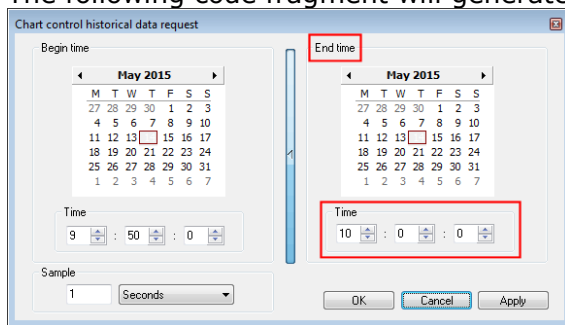 The following code fragment will generate
Chart control historical data request
Begin time
May 2015
M T W T F S S
27 28 29 30 1 2 3
4 5 6 7 8 9 10
11 12 13 15 16 17
18 19 20 21 22 23 24
25 26 27 28 29 30 31
1 2 3 4 5 6 7
Time
9 : 50 : 0
Sample
1 Seconds
End time
May 2015
M T W T F S S
27 28 29 30 1 2 3
4 5 6 7 8 9 10
11 12 13 15 16 17
18 19 20 21 22 23 24
25 26 27 28 29 30 31
1 2 3 4 5 6 7
Time
10 : 0 : 0
OK Cancel Apply